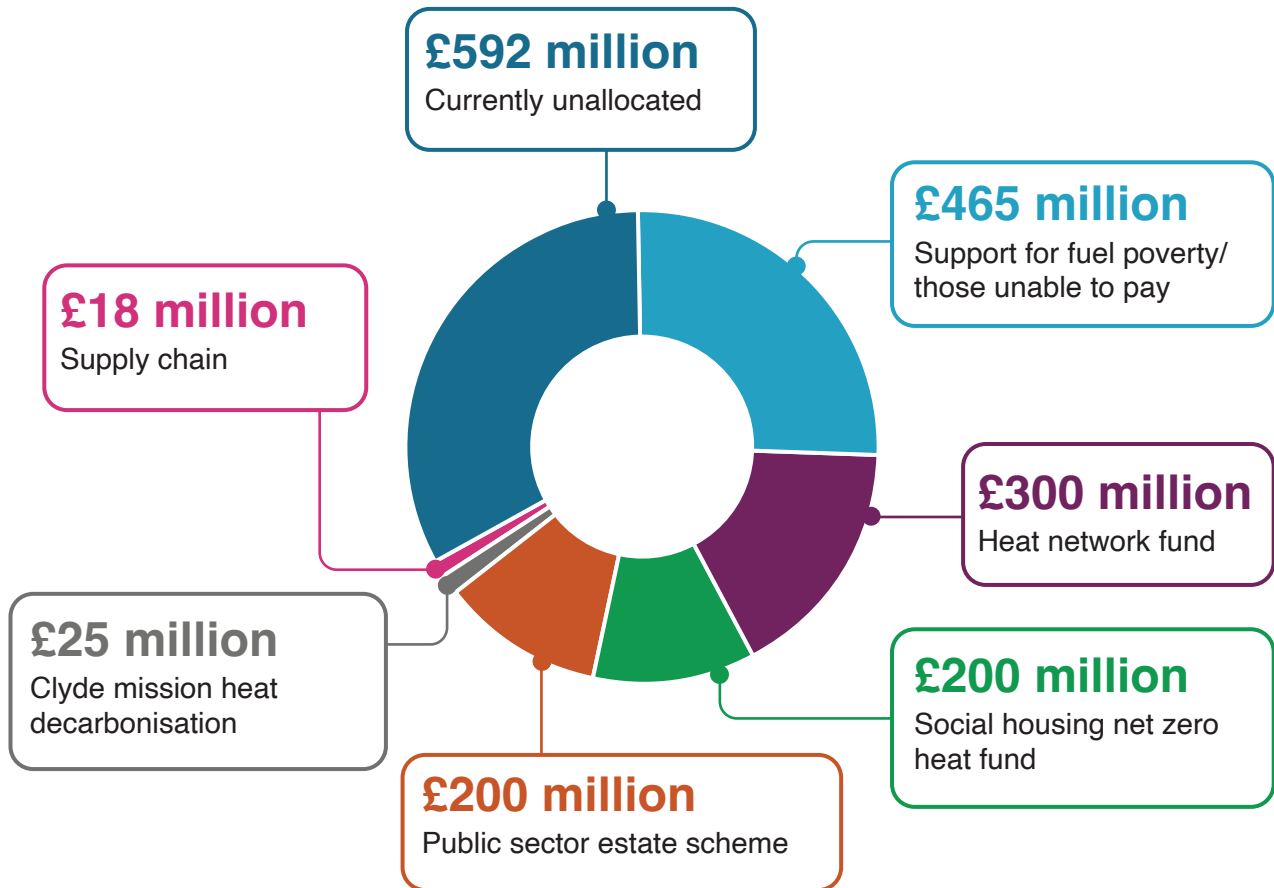 £592 million
Currently unallocated
£465 million
Support for fuel poverty/
those unable to pay
£18 million
Supply chain
£300 million
Heat network fund
£25 million
Clyde mission heat
decarbonisation
£200 million
Social housing net zero
heat fund
£200 million
Public sector estate scheme